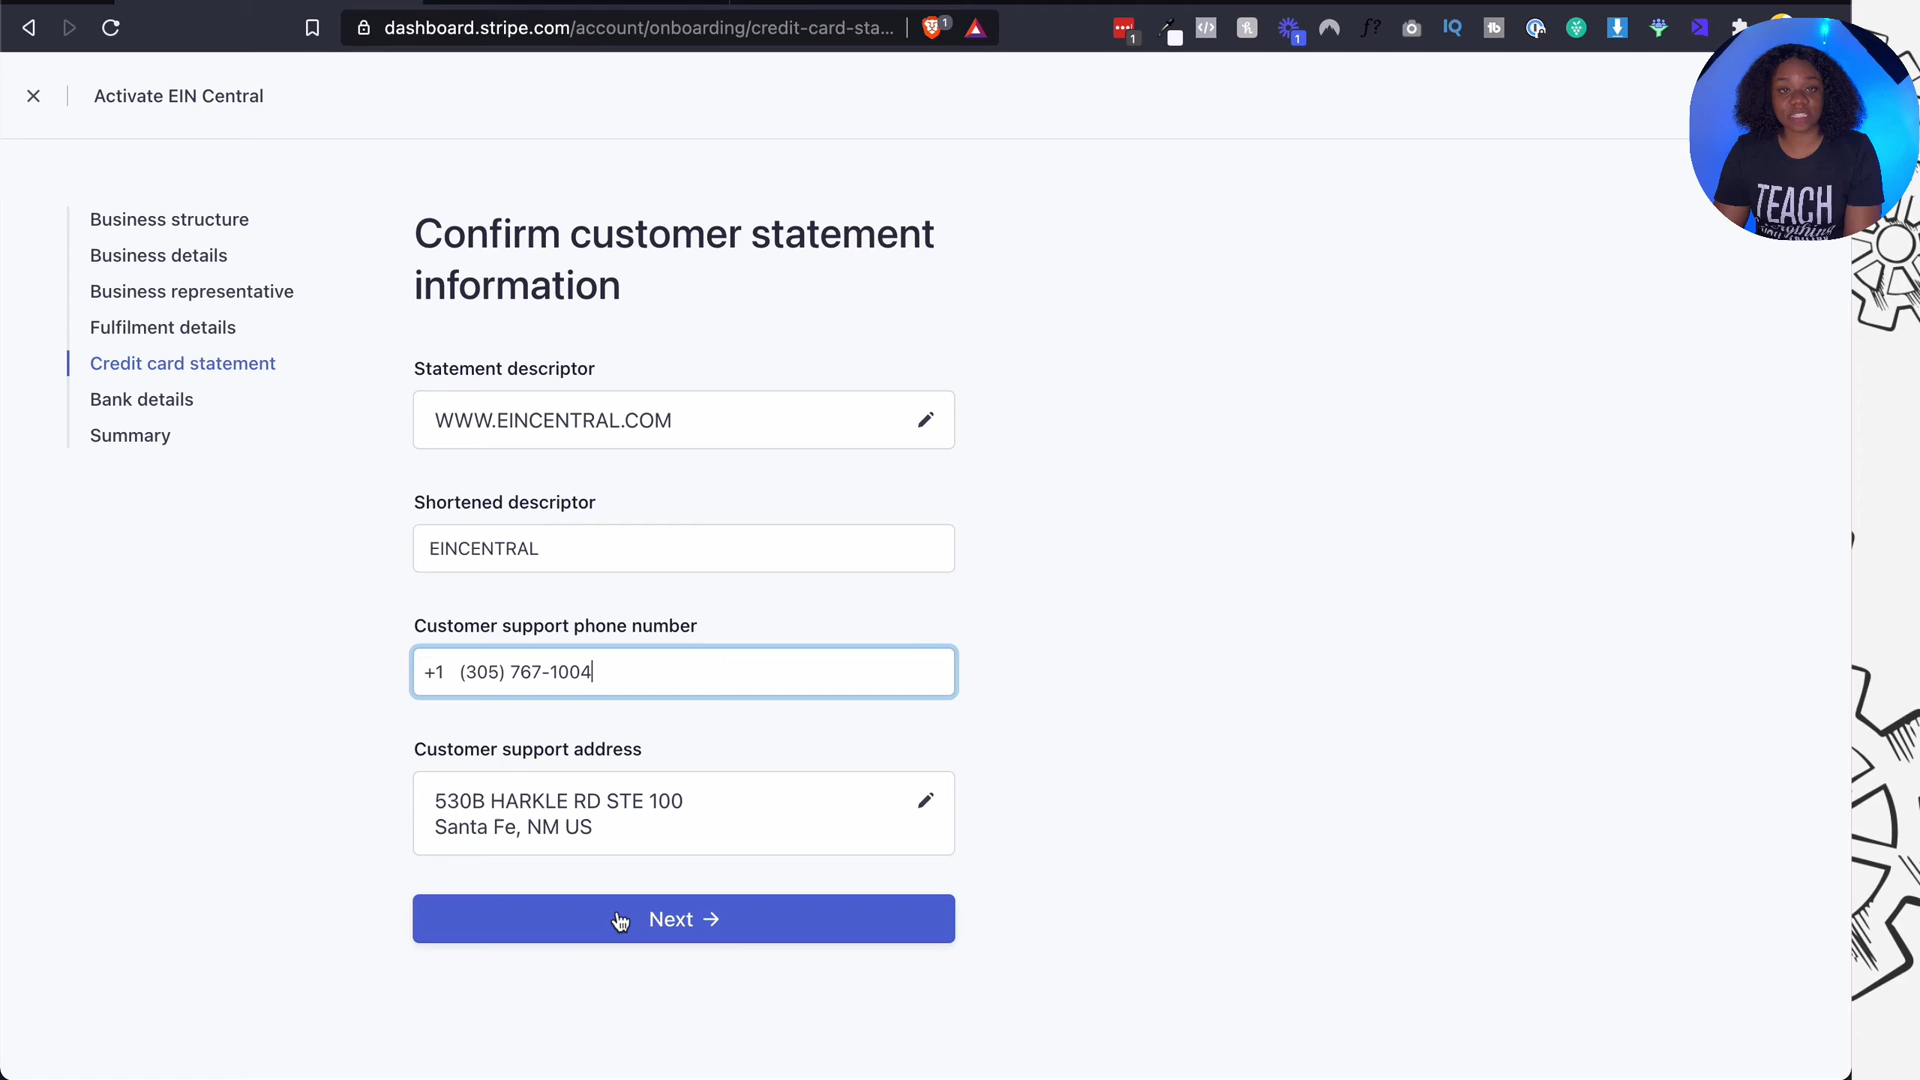 dashboard.stripe.com/account/onboarding/credit-card-sta...
1
1
1
Activate EIN Central
TEACH
Business structure
Business details
Business representative
Fulfilment details
Credit card statement
Bank details
Summary
Confirm customer statement
information
Statement descriptor
WWW.EINCENTRAL.COM
Shortened descriptor
EINCENTRAL
Customer support phone number
+1 (305) 767-1004
Customer support address
530B HARKLE RD STE 100
Santa Fe, NM US
Next →